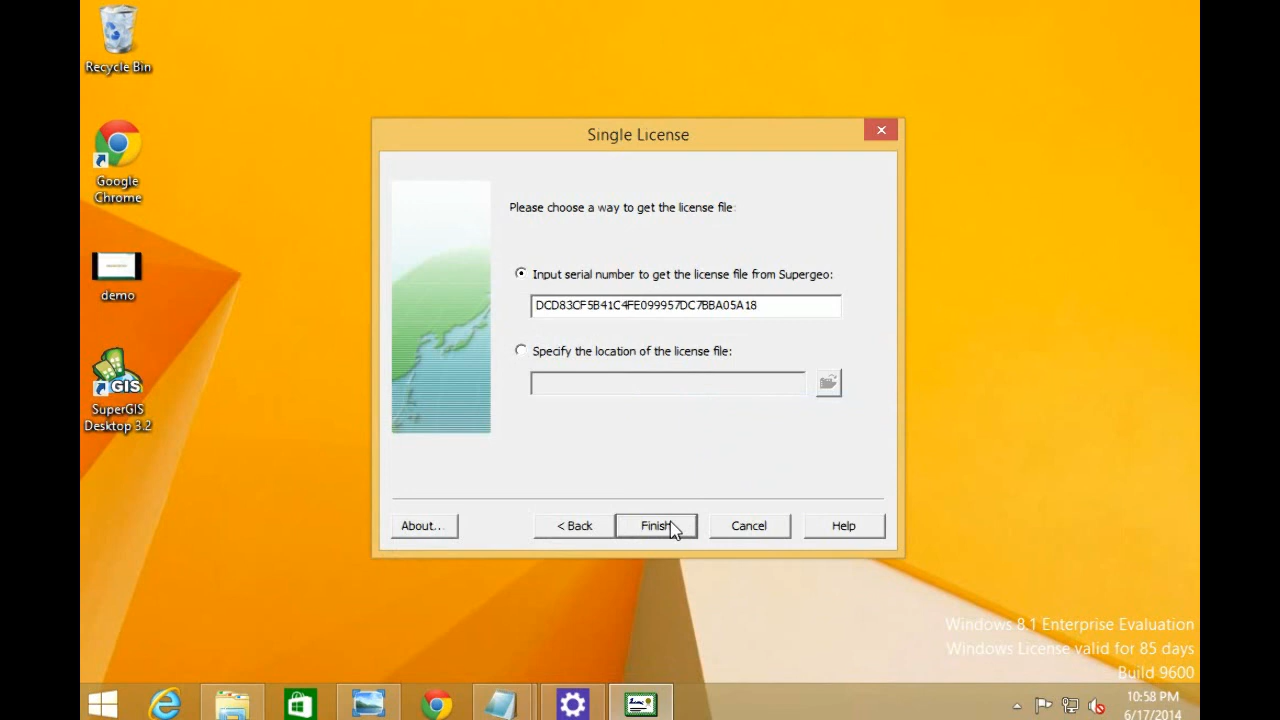 Recycle Bin
Google
Chrome
demo
GIS
SuperGIS
Desktop 3.2
Single License
Please choose a way to get the license file:
Input serial number to get the license file from Supergeo:
DCD83CF5B41C4FE099957DC7BBA05A18
Specify the location of the license file:
About...
< Back
Finish
Cancel
Help
Windows 8.1 Enterprise Evaluation
Windows License valid for 85 days
Build 9600
10:58 PM
6/17/2014